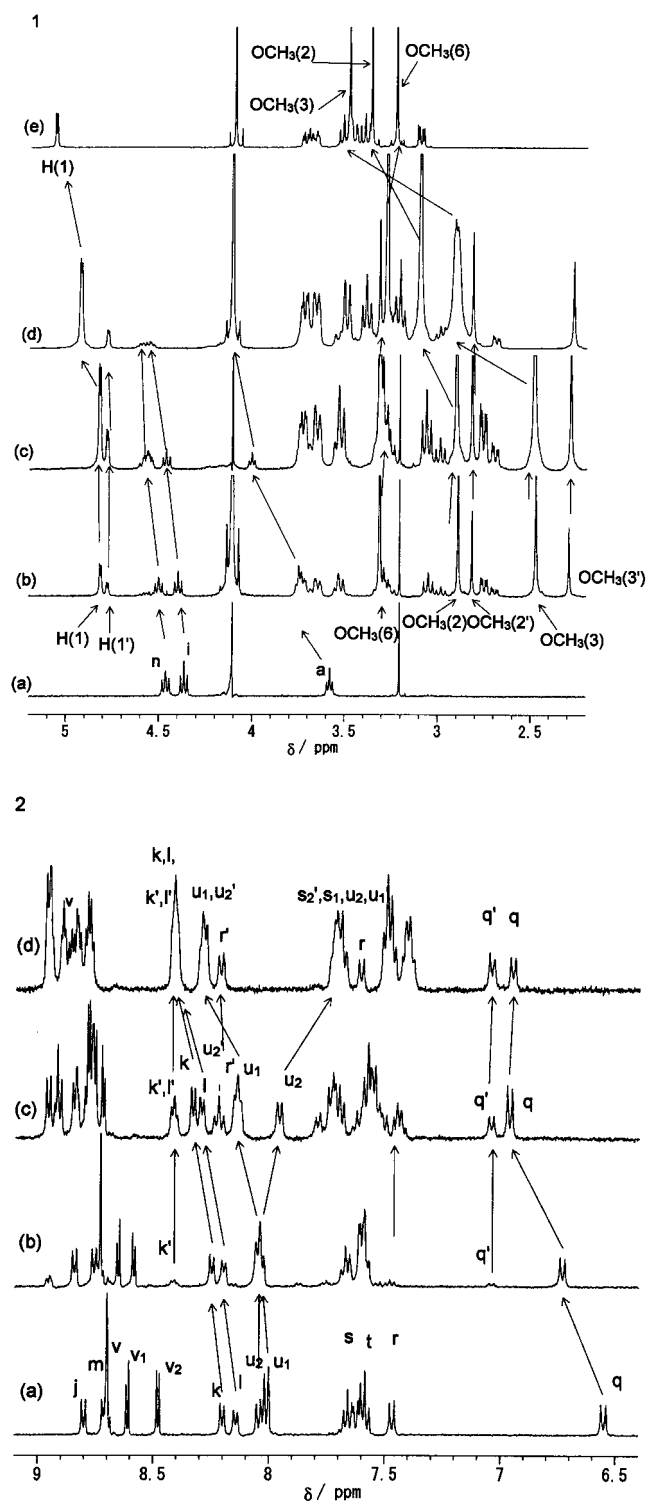 1
OCH3(2)
OCH3(6)
OCH3(3)
(e)
H(1)
(d)
(c)
(b)
OCH3(3')
H(1)
H(1')
OCH3(6)
OCH3(2) OCH3(2')
OCH3(3)
n
i
a
(a)
5 4.5 4 3.5 3 2.5
δ / ppm
2
k, l,
k', l'
v
u1, u2'
r'
s2', s1, u2, u1
r
q'
q
(d)
k
u2'
r'
u1
k', l'
l
u2
q'
q
(c)
(b)
k'
q'
j
m
v
v1
v2
k
l
u2
u1
s
t
r
q
(a)
9 8.5 8 7.5 7 6.5
δ / ppm